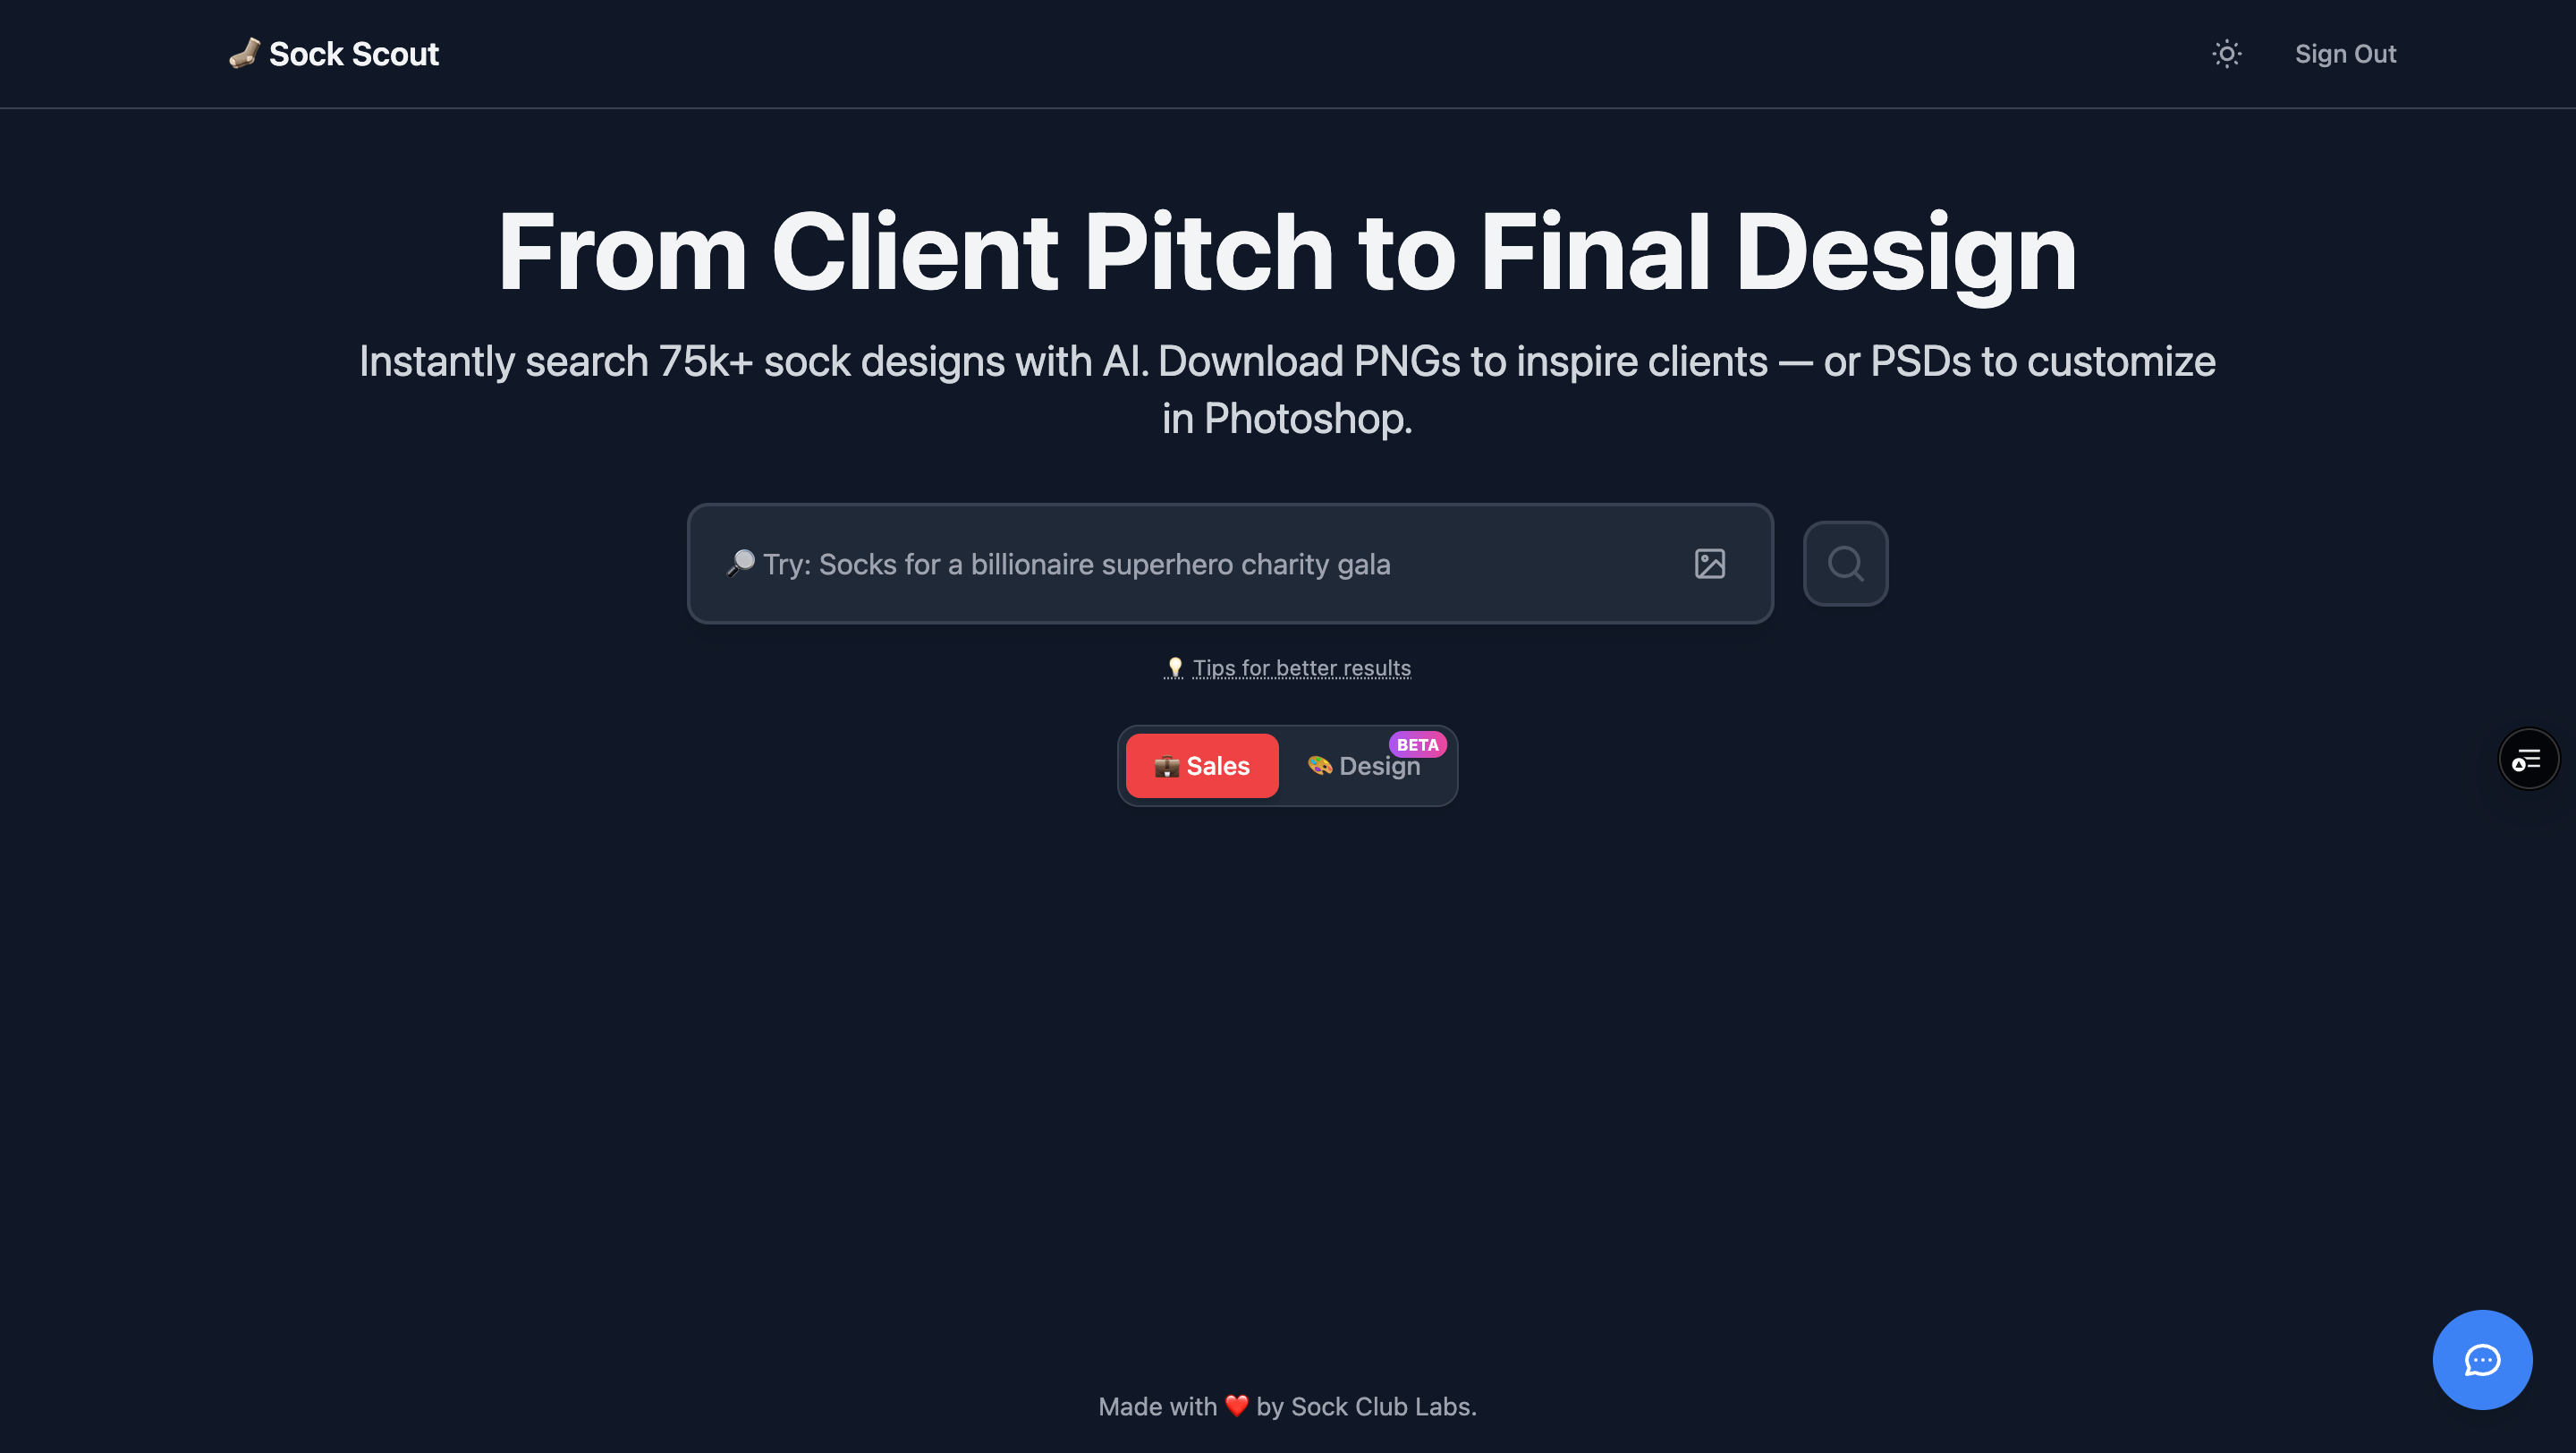 🧦 Sock Scout
Sign Out
From Client Pitch to Final Design
Instantly search 75k+ sock designs with AI. Download PNGs to inspire clients — or PSDs to customize
in Photoshop.
🔎 Try: Socks for a billionaire superhero charity gala
💡 Tips for better results
💼 Sales
🎨 Design
BETA
Made with ❤️ by Sock Club Labs.